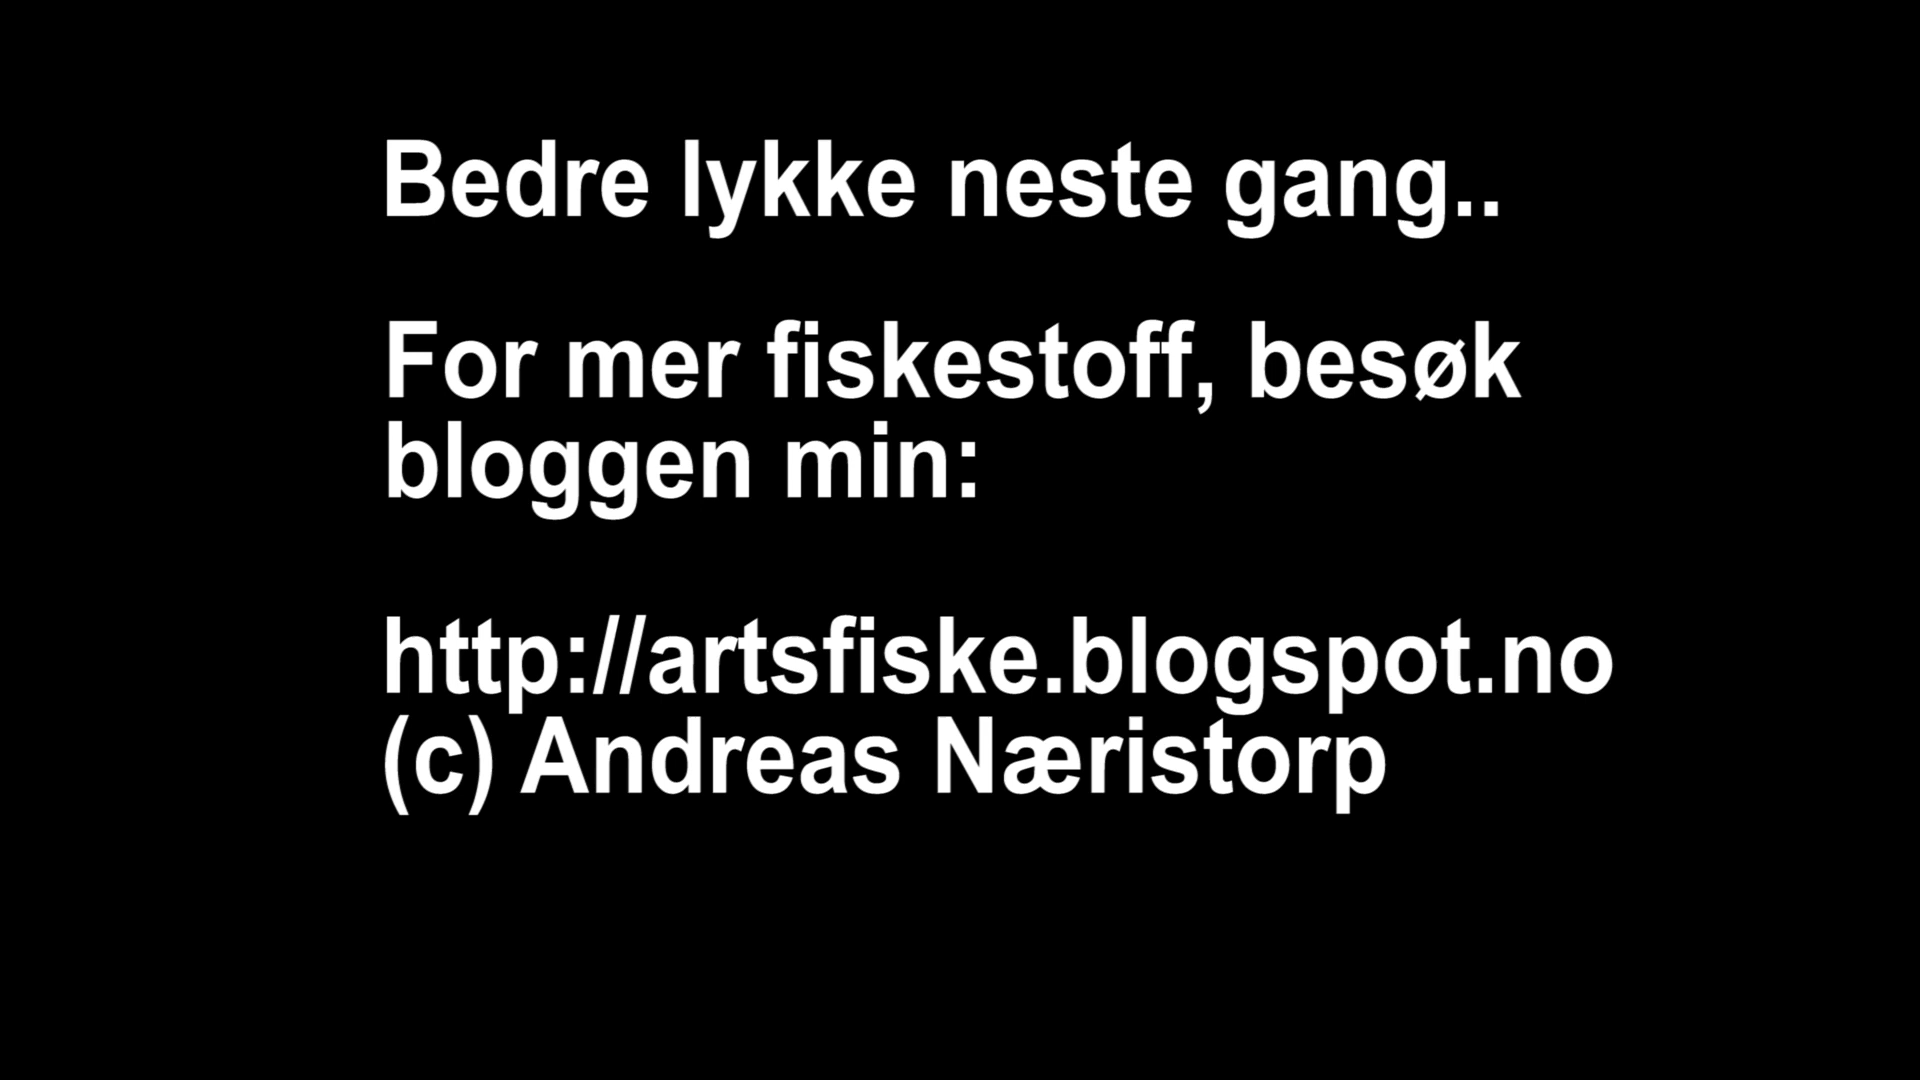 Bedre lykke neste gang..
For mer fiskestoff, besøk
bloggen min:
http://artsfiske.blogspot.no
(c) Andreas Næristorp